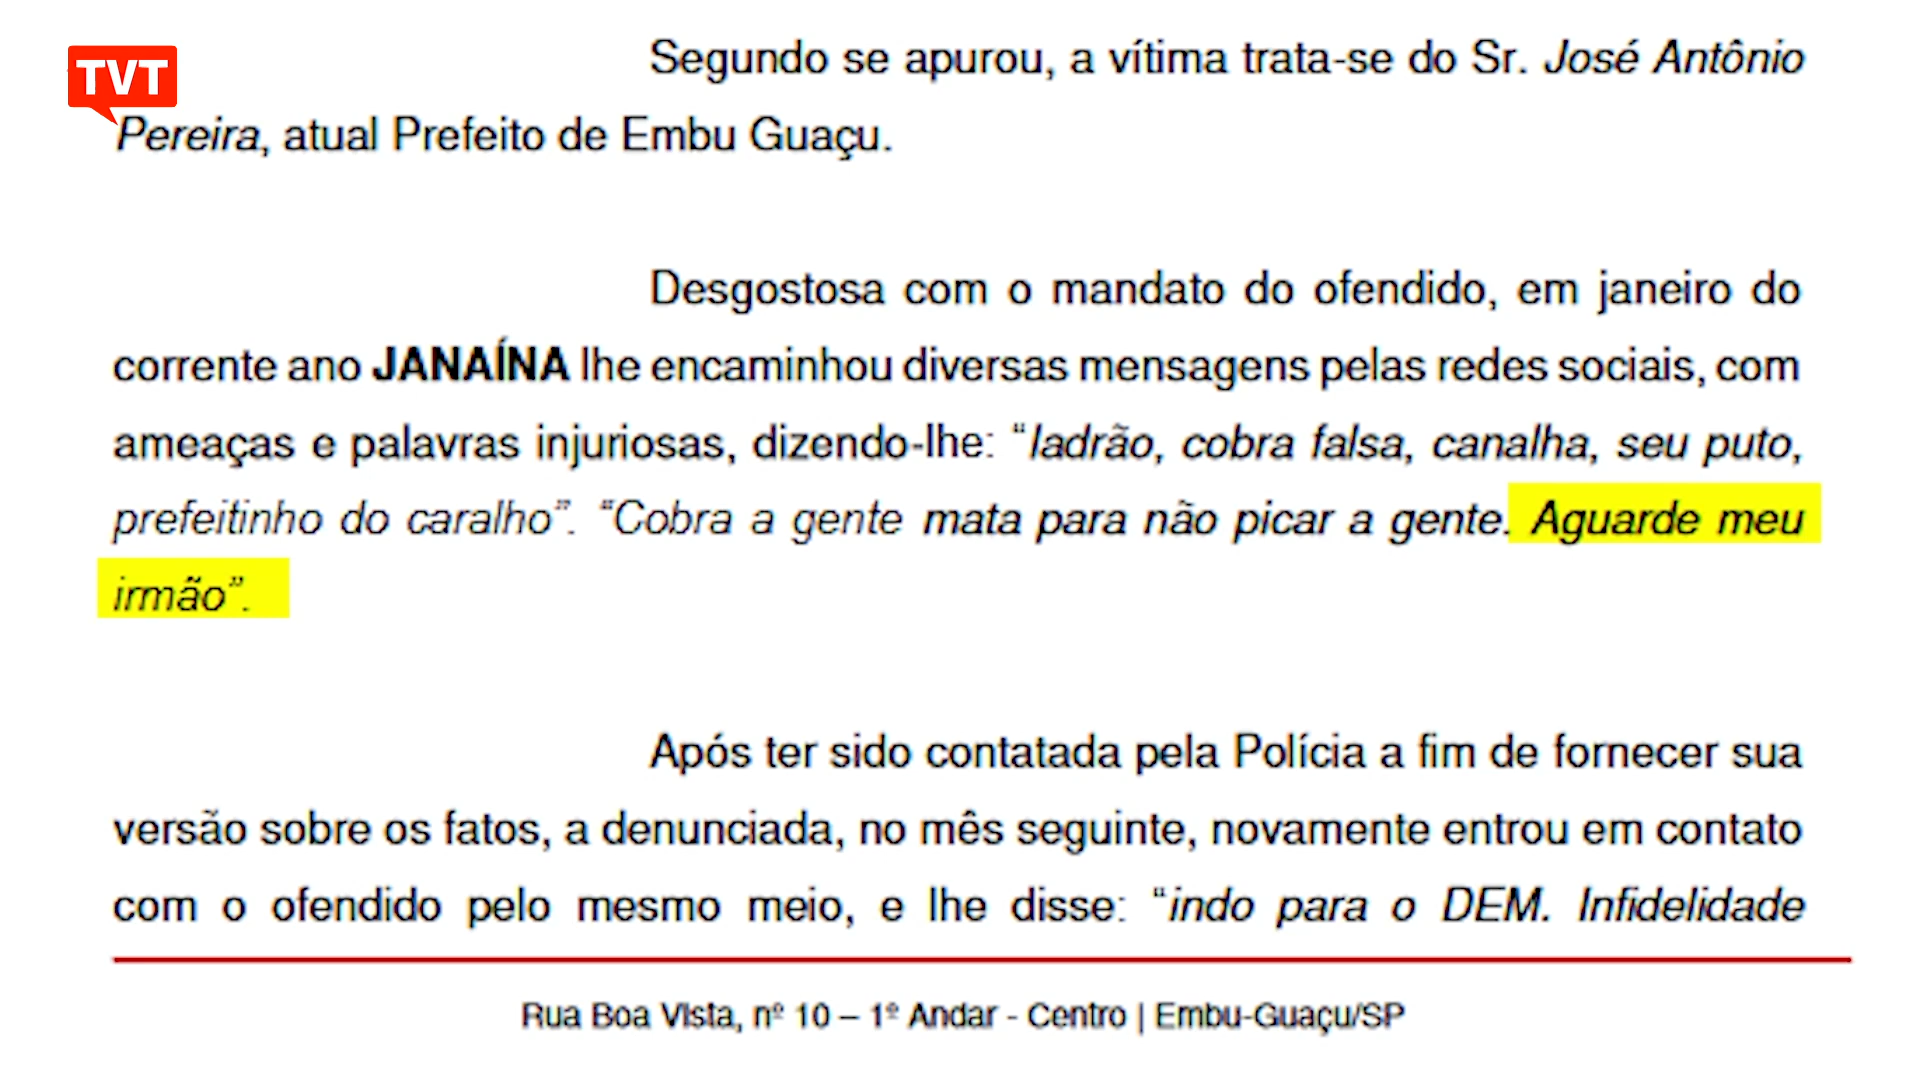 TVT
Segundo se apurou, a vítima trata-se do Sr. José Antônio
Pereira, atual Prefeito de Embu Guaçu.
Desgostosa com o mandato do ofendido, em janeiro do
corrente ano JANAÍNA lhe encaminhou diversas mensagens pelas redes sociais, com
ameaças e palavras injuriosas, dizendo-lhe: “ladrão, cobra falsa, canalha, seu puto,
prefeitinho do caralho”. “Cobra a gente mata para não picar a gente. Aguarde meu
irmão”.
Após ter sido contatada pela Polícia a fim de fornecer sua
versão sobre os fatos, a denunciada, no mês seguinte, novamente entrou em contato
com o ofendido pelo mesmo meio, e lhe disse: “indo para o DEM. Infidelidade
Rua Boa Vista, nº 10 – 1º Andar - Centro | Embu-Guaçu/SP